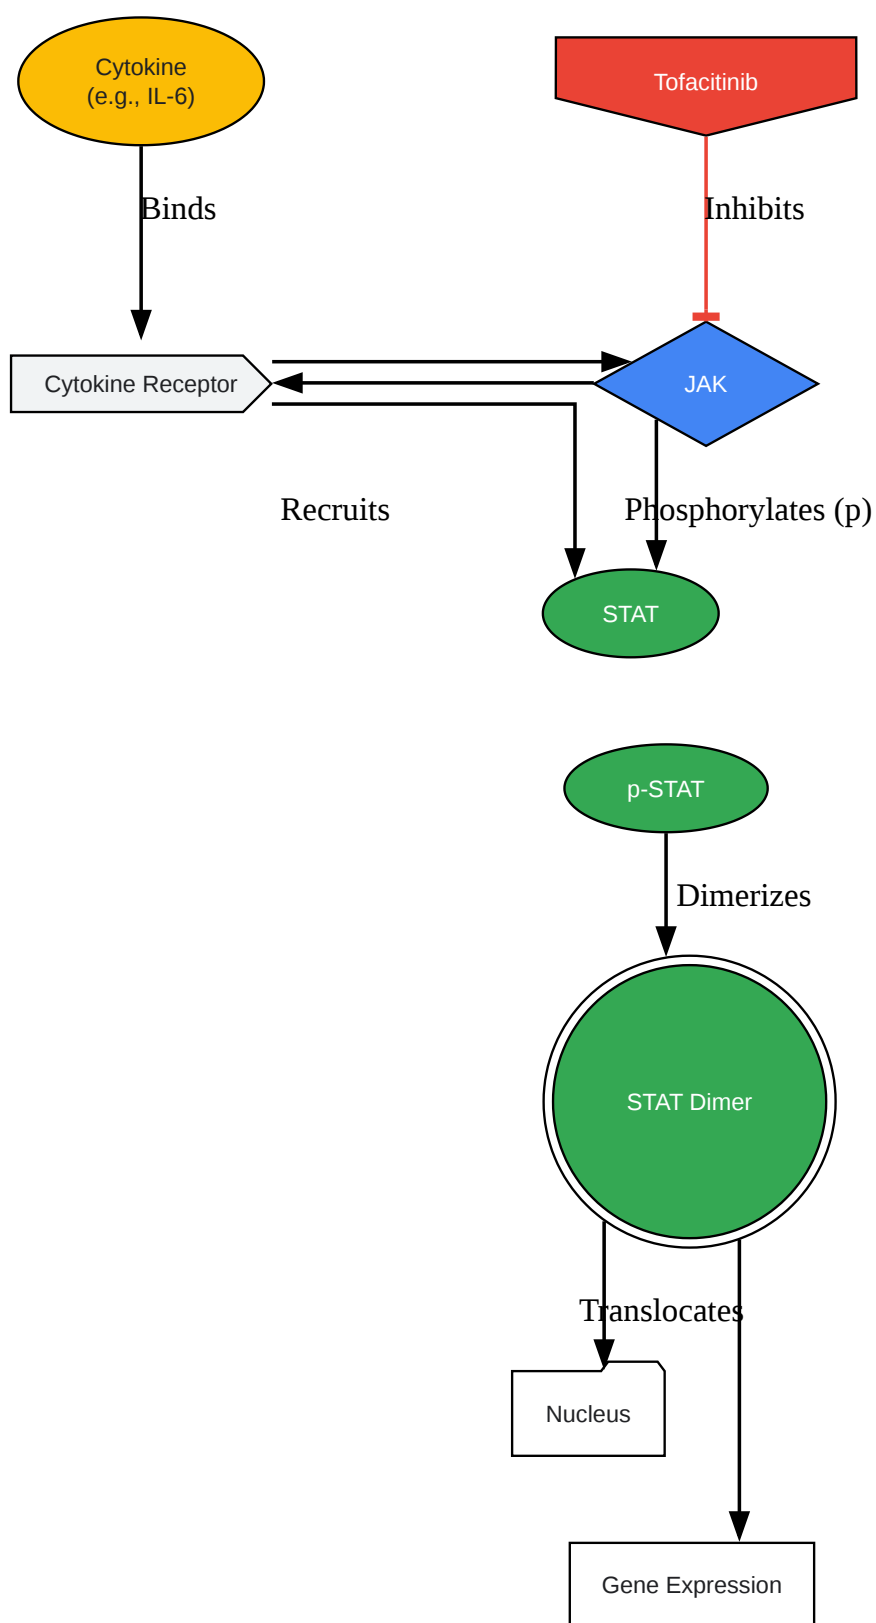 Cytokine
(e.g., IL-6)
Tofacitinib
Binds
Inhibits
Cytokine Receptor
JAK
Recruits
Phosphorylates (p)
STAT
p-STAT
Dimerizes
STAT Dimer
Translocates
Nucleus
Gene Expression